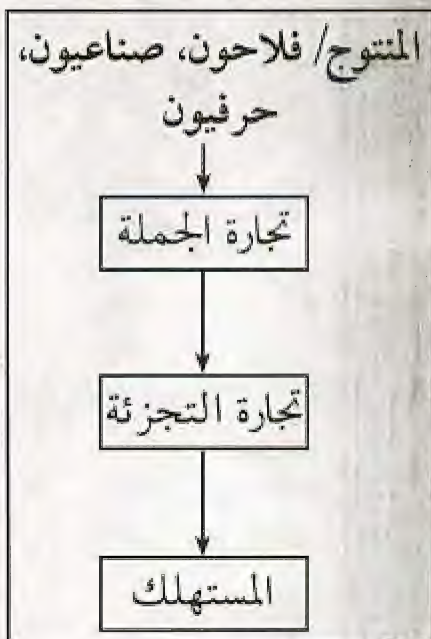 المنتوج/ فلاحون، صناعيون،
حرفيون
تجارة الجملة
تجارة التجزئة
المستهلك